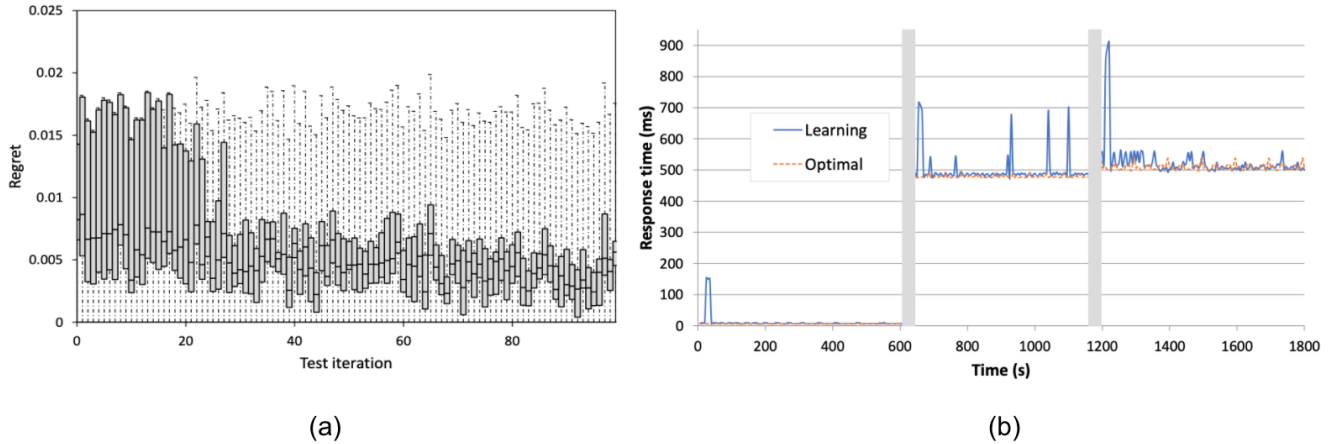 0.025
0.02
0.015
0.01
0.005
0
Regret
0 20 40 60 80
Test iteration
(a)
900
800
700
600
500
400
300
200
100
0
Response time (ms)
Learning
Optimal
0 200 400 600 800 1000 1200 1400 1600 1800
Time (s)
(b)